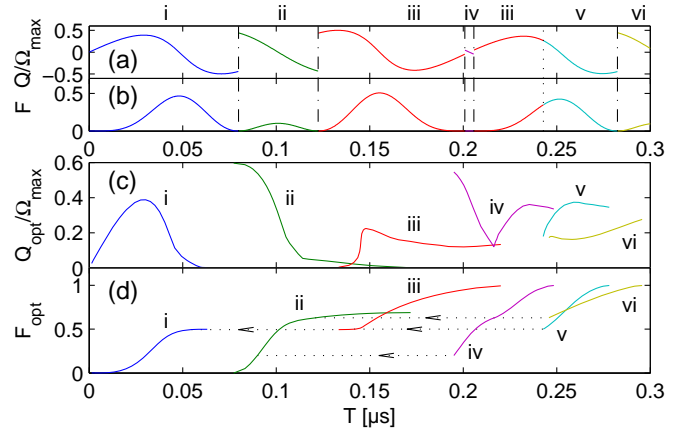 i ii iii iv iii v vi
Q/Ω_max
0.5
0
−0.5
(a)
F
0.5
0
(b)
0 0.05 0.1 0.15 0.2 0.25 0.3
Q_opt/Ω_max
0.6
0.4
0.2
0
(c)
i ii iii iv v vi
F_opt
1
0.5
0
(d)
i ii iii iv v vi
0 0.05 0.1 0.15 0.2 0.25 0.3
T [μs]